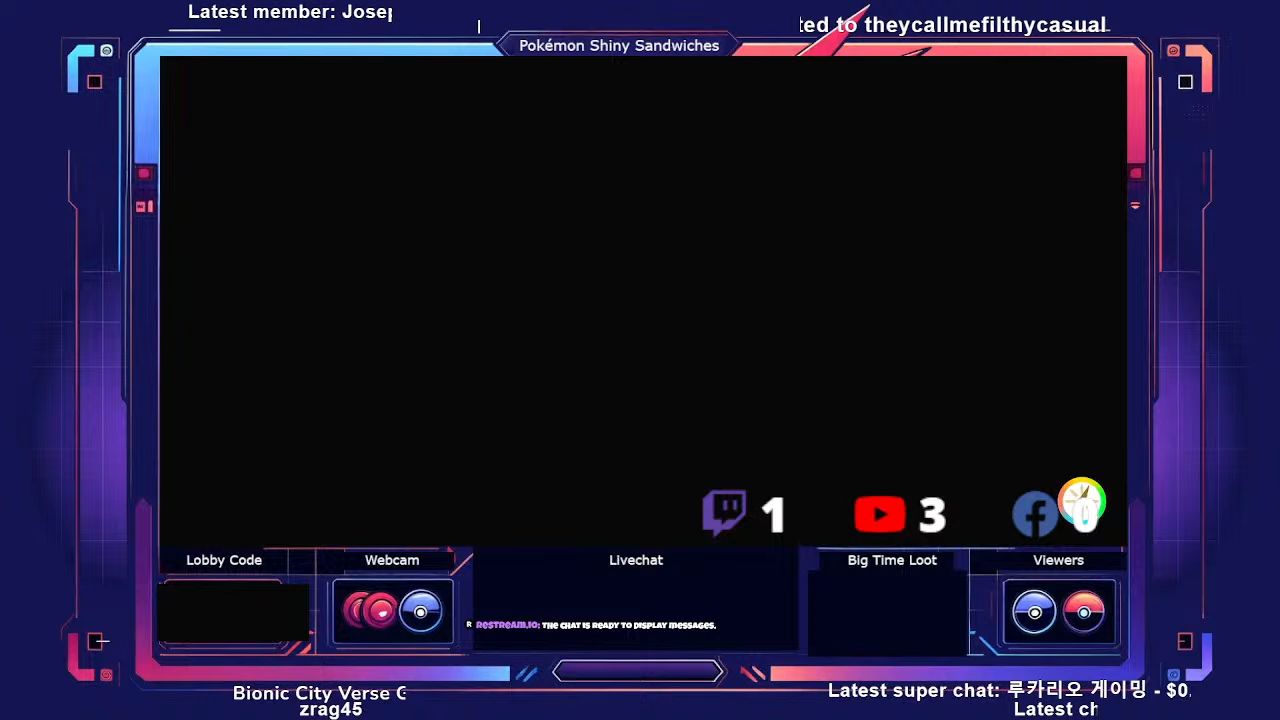 Latest member: Josep
ted to theycallmefilthycasual
Pokémon Shiny Sandwiches
1
3
0
Lobby Code
Webcam
Livechat
Big Time Loot
Viewers
R RESTREAM.IO: THE CHAT IS READY TO DISPLAY MESSAGES.
Bionic City Verse
zrag45
Latest super chat: 루카리오 게이밍 - $0.
Latest ch